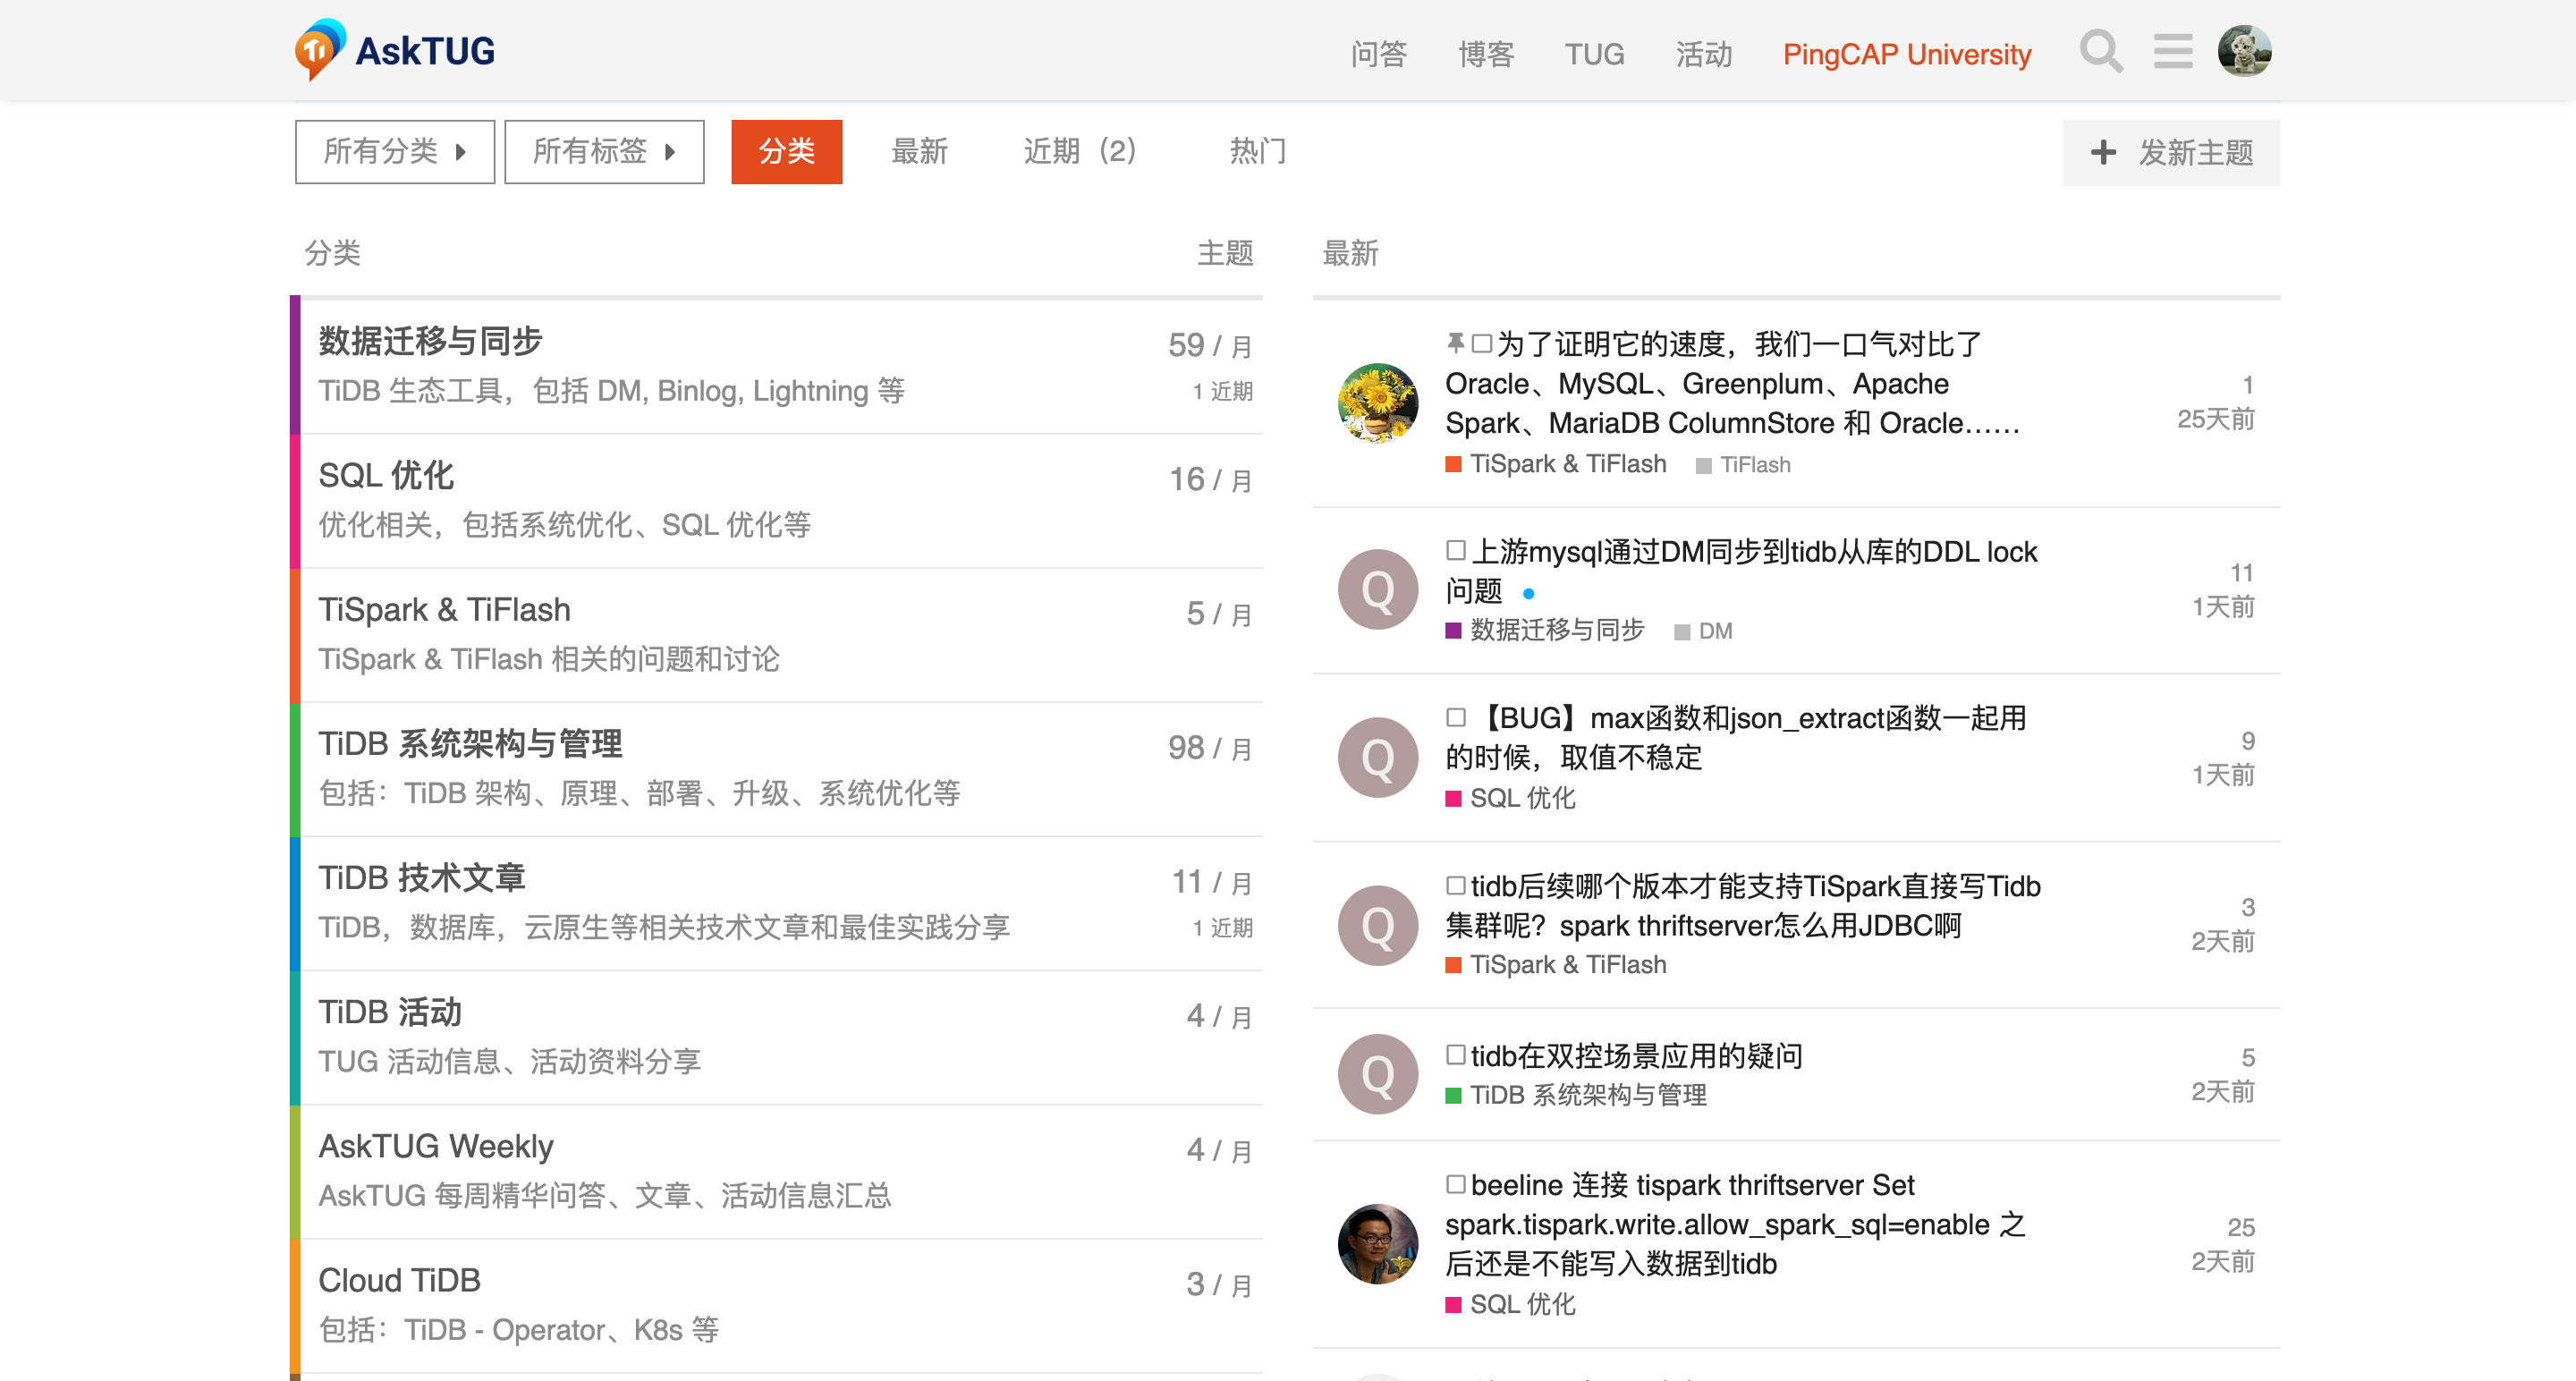 AskTUG
问答 博客 TUG 活动 PingCAP University
所有分类 所有标签 分类 最新 近期（2） 热门 发新主题
分类 主题
数据迁移与同步 59 / 月
TiDB 生态工具，包括 DM, Binlog, Lightning 等 1 近期
SQL 优化 16 / 月
优化相关，包括系统优化、SQL 优化等
TiSpark & TiFlash 5 / 月
TiSpark & TiFlash 相关的问题和讨论
TiDB 系统架构与管理 98 / 月
包括：TiDB 架构、原理、部署、升级、系统优化等
TiDB 技术文章 11 / 月
TiDB，数据库，云原生等相关技术文章和最佳实践分享 1 近期
TiDB 活动 4 / 月
TUG 活动信息、活动资料分享
AskTUG Weekly 4 / 月
AskTUG 每周精华问答、文章、活动信息汇总
Cloud TiDB 3 / 月
包括：TiDB - Operator、K8s 等
最新
为了证明它的速度，我们一口气对比了
Oracle、MySQL、Greenplum、Apache
Spark、MariaDB ColumnStore 和 Oracle……
TiSpark & TiFlash TiFlash
1
25天前
Q
上游mysql通过DM同步到tidb从库的DDL lock
问题
数据迁移与同步 DM
11
1天前
Q
【BUG】max函数和json_extract函数一起用
的时候，取值不稳定
SQL 优化
9
1天前
Q
tidb后续哪个版本才能支持TiSpark直接写Tidb
集群呢？spark thriftserver怎么用JDBC啊
TiSpark & TiFlash
3
2天前
Q
tidb在双控场景应用的疑问
TiDB 系统架构与管理
5
2天前
beeline 连接 tispark thriftserver Set
spark.tispark.write.allow_spark_sql=enable 之
后还是不能写入数据到tidb
SQL 优化
25
2天前